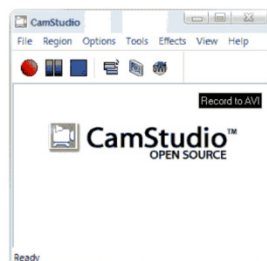 CamStudio
File Region Options Tools Effects View Help
Record to AVI
CamStudio™
OPEN SOURCE
Ready